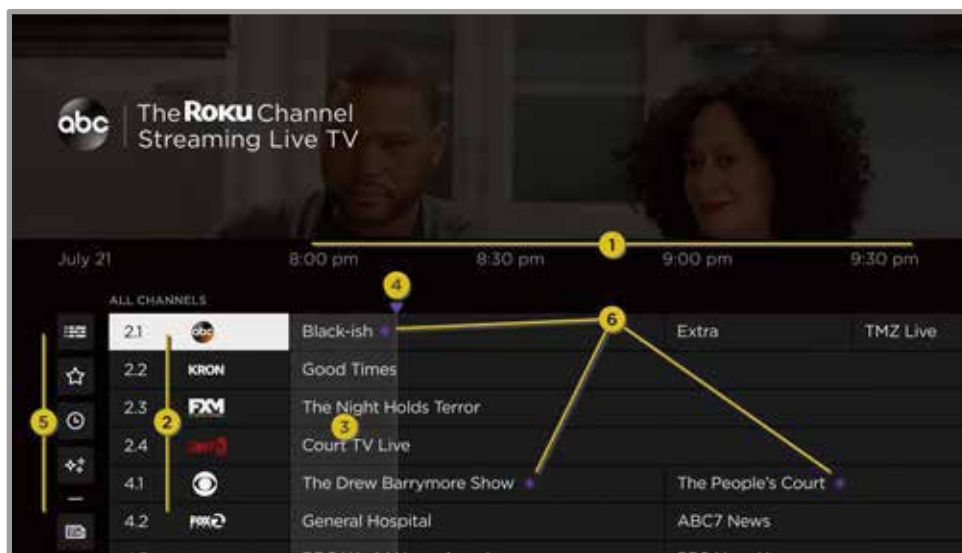 abc The ROKU Channel
Streaming Live TV
1
July 21 8:00 pm 8:30 pm 9:00 pm 9:30 pm
4
ALL CHANNELS
6
2.1 abc Black-ish Extra TMZ Live
2.2 KRON Good Times
2.3 FXM The Night Holds Terror
5 2 3
2.4 Court TV Live
4.1 The Drew Barrymore Show The People's Court
4.2 FOX 2 General Hospital ABC7 News